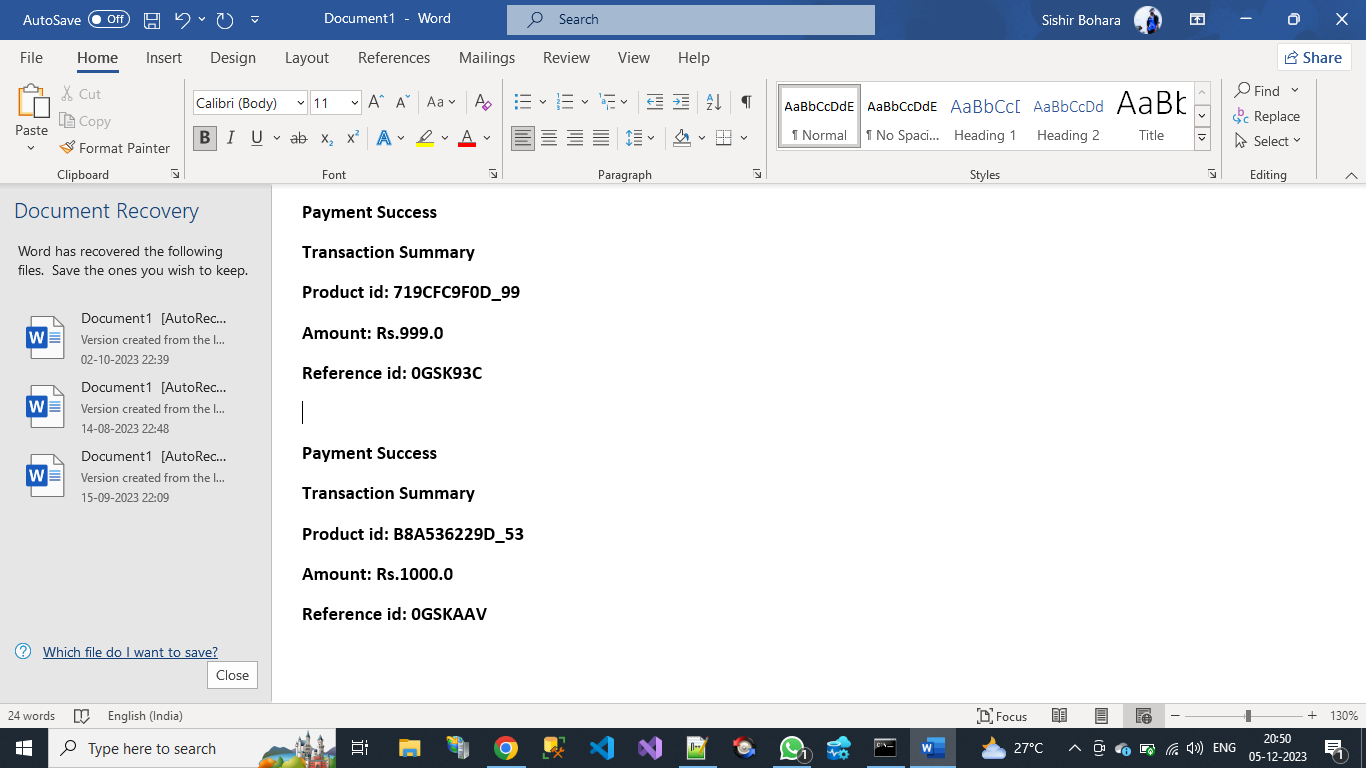 AutoSave Off Document1 - Word Search Sishir Bohara
File Home Insert Design Layout References Mailings Review View Help Share
Paste Cut Copy Format Painter
Calibri (Body) 11
AaBbCcDdE AaBbCcDdE AaBbCcD AaBbCcDd AaBb
¶ Normal ¶ No Spaci... Heading 1 Heading 2 Title
Find
Replace
Select
Clipboard Font Paragraph Styles Editing
Document Recovery
Word has recovered the following
files. Save the ones you wish to keep.
Document1 [AutoRec...
Version created from the l...
02-10-2023 22:39
Document1 [AutoRec...
Version created from the l...
14-08-2023 22:48
Document1 [AutoRec...
Version created from the l...
15-09-2023 22:09
Which file do I want to save?
Close
Payment Success
Transaction Summary
Product id: 719CFC9F0D_99
Amount: Rs.999.0
Reference id: 0GSK93C
Payment Success
Transaction Summary
Product id: B8A536229D_53
Amount: Rs.1000.0
Reference id: 0GSKAAV
24 words English (India) Focus 130%
Type here to search 27°C ENG 20:50
05-12-2023